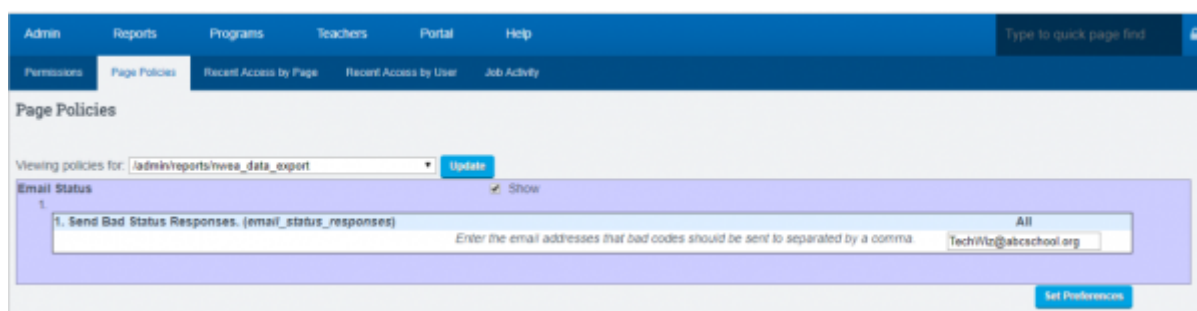 Admin Reports Programs Teachers Portal Help Type to quick page find
Permissions Page Policies Recent Access by Page Recent Access by User Job Activity
Page Policies
Viewing policies for: /admin/reports/nwea_data_export Update
Email Status Show
1.
1. Send Bad Status Responses. (email_status_responses) All
Enter the email addresses that bad codes should be sent to separated by a comma. TechWiz@abcschool.org
Set Preferences